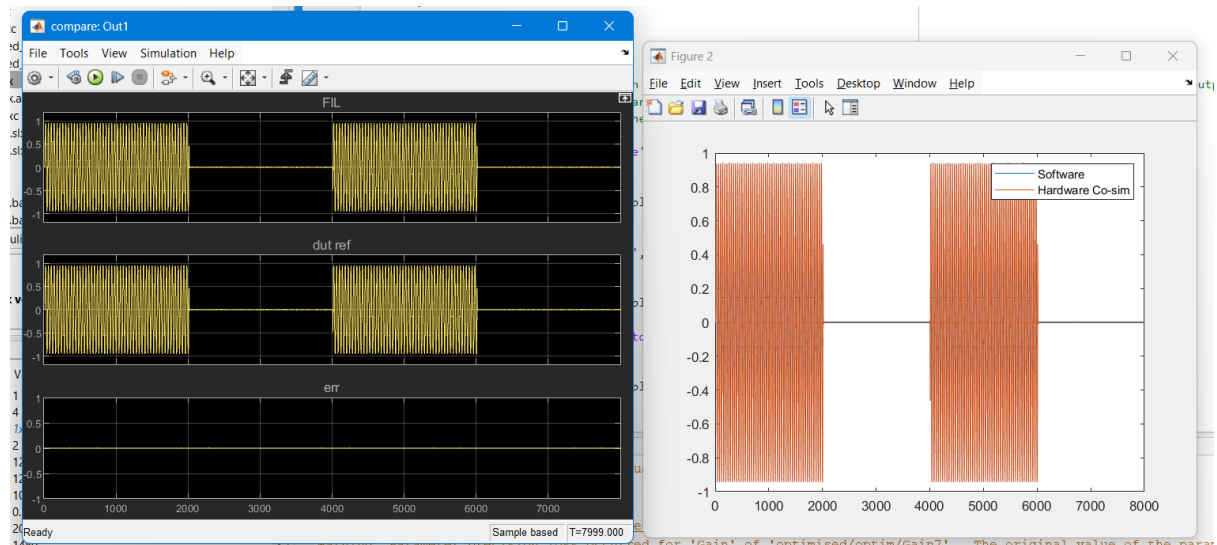 compare: Out1
File Tools View Simulation Help
FIL
1
0.5
0
-0.5
-1
dut ref
1
0.5
0
-0.5
-1
err
1
0.5
0
-0.5
-1
0 1000 2000 3000 4000 5000 6000 7000
Ready Sample based T=7999.000
Figure 2
File Edit View Insert Tools Desktop Window Help
Software
Hardware Co-sim
1
0.8
0.6
0.4
0.2
0
-0.2
-0.4
-0.6
-0.8
-1
0 1000 2000 3000 4000 5000 6000 7000 8000
for 'Gain' of 'optimised/optim/Gain7'. The original value of the param